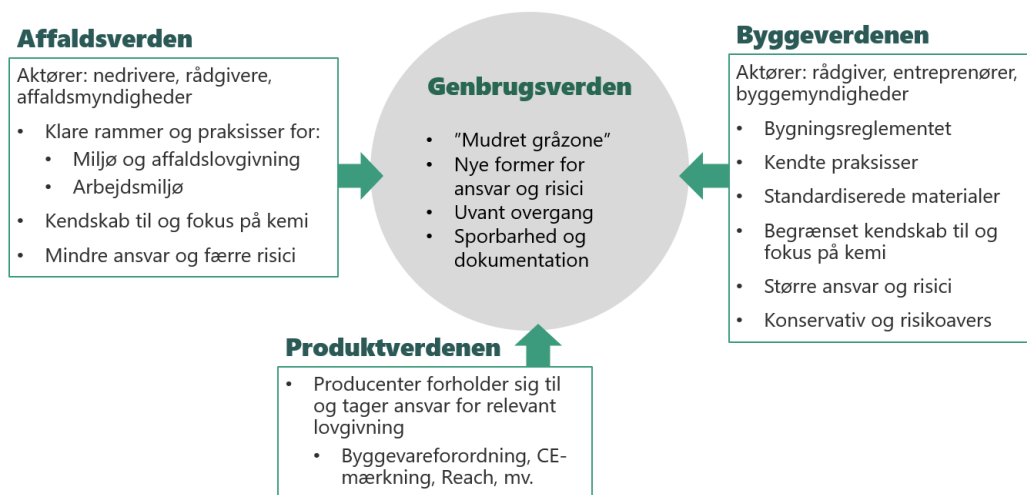 Affaldsverden
Aktører: nedrivere, rådgivere,
affaldsmyndigheder
• Klare rammer og praksisser for:
• Miljø og affaldslovgivning
• Arbejdsmiljø
• Kendskab til og fokus på kemi
• Mindre ansvar og færre risici
Genbrugsverden
• ”Mudret gråzone”
• Nye former for
ansvar og risici
• Uvant overgang
• Sporbarhed og
dokumentation
Byggeverdenen
Aktører: rådgiver, entreprenører,
byggemyndigheder
• Bygningsreglementet
• Kendte praksisser
• Standardiserede materialer
• Begrænset kendskab til og
fokus på kemi
• Større ansvar og risici
• Konservativ og risikoavers
Produktverdenen
• Producenter forholder sig til
og tager ansvar for relevant
lovgivning
• Byggevareforordning, CE-
mærkning, Reach, mv.